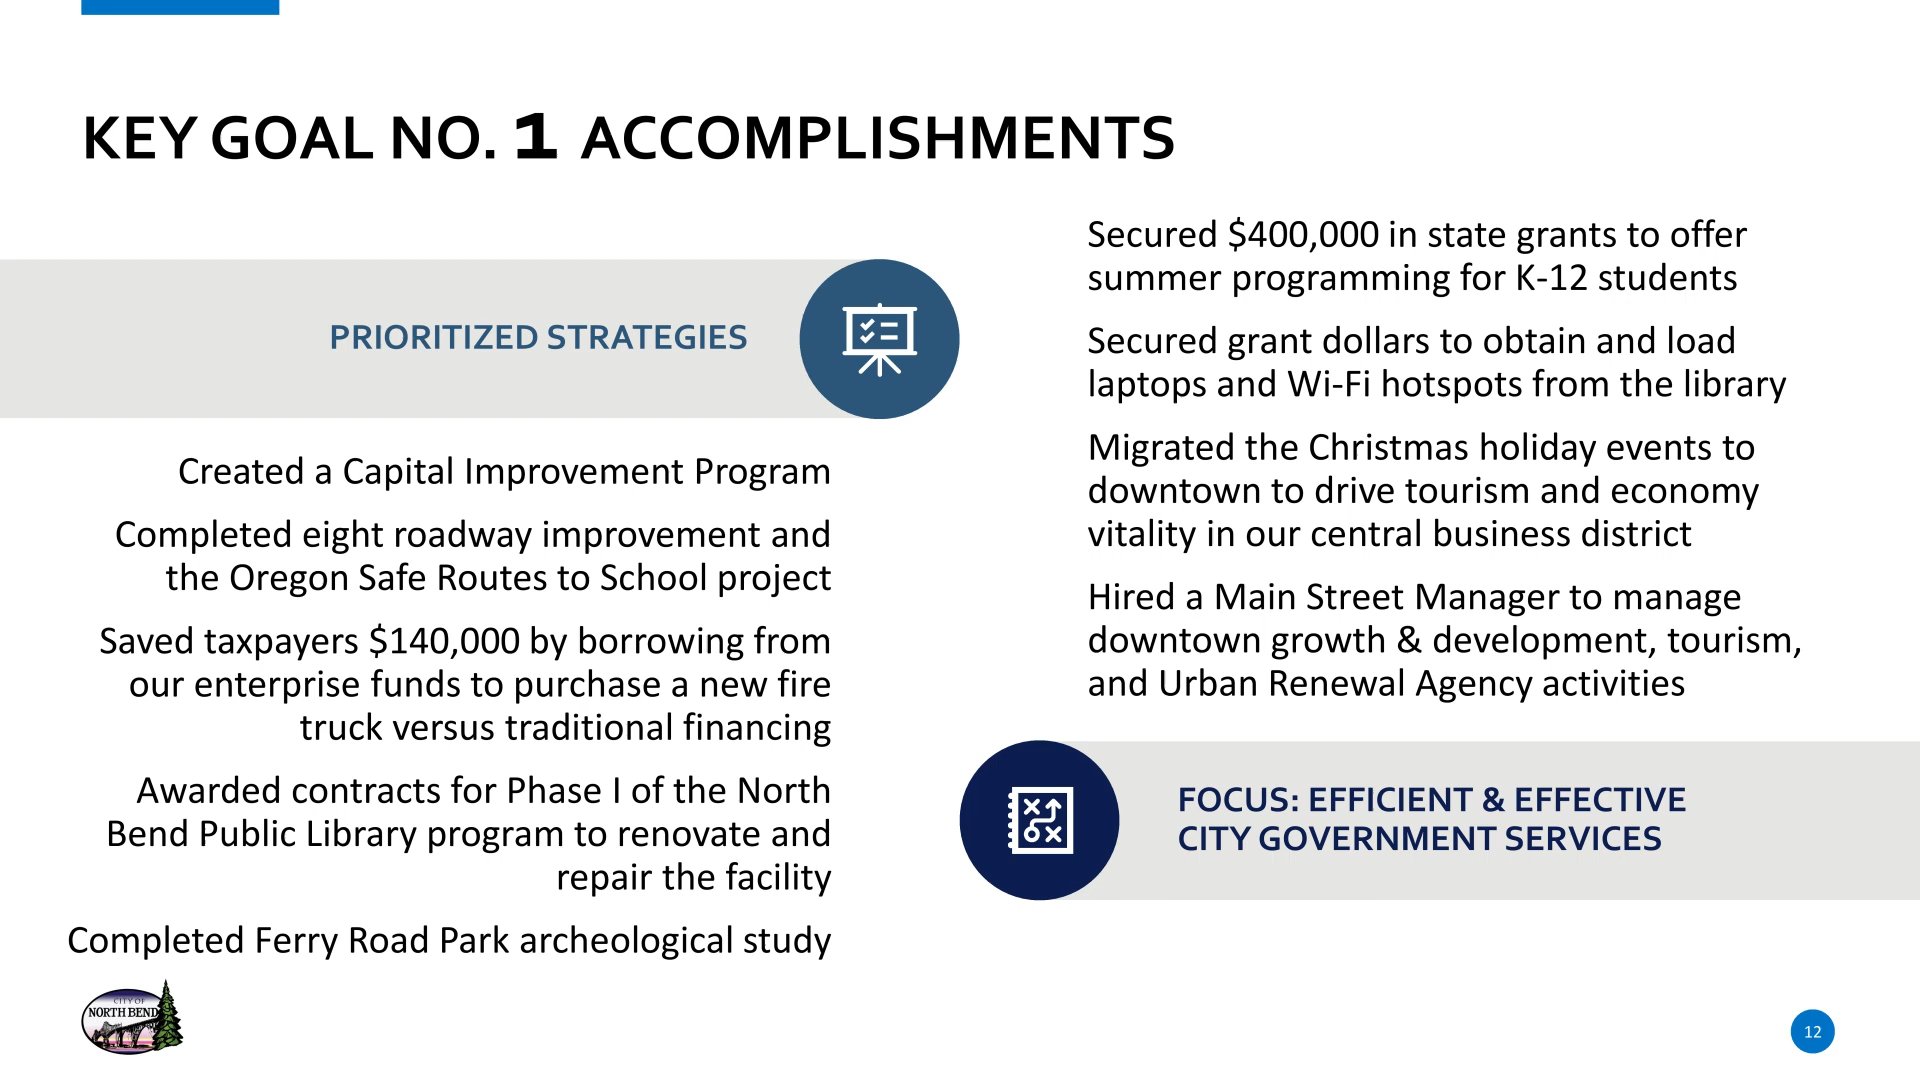 KEY GOAL NO. 1 ACCOMPLISHMENTS
PRIORITIZED STRATEGIES
Created a Capital Improvement Program
Completed eight roadway improvement and
the Oregon Safe Routes to School project
Saved taxpayers $140,000 by borrowing from
our enterprise funds to purchase a new fire
truck versus traditional financing
Awarded contracts for Phase I of the North
Bend Public Library program to renovate and
repair the facility
Completed Ferry Road Park archeological study
Secured $400,000 in state grants to offer
summer programming for K-12 students
Secured grant dollars to obtain and load
laptops and Wi-Fi hotspots from the library
Migrated the Christmas holiday events to
downtown to drive tourism and economy
vitality in our central business district
Hired a Main Street Manager to manage
downtown growth & development, tourism,
and Urban Renewal Agency activities
FOCUS: EFFICIENT & EFFECTIVE
CITY GOVERNMENT SERVICES
CITY OF
NORTH BEND
12